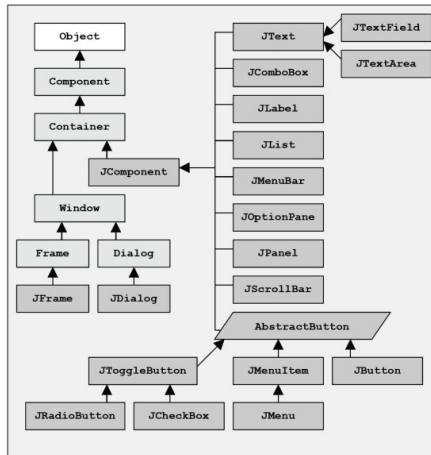 Object
JText
JTextField
JTextArea
Component
JComboBox
Container
JLabel
JComponent
JList
JMenuBar
Window
JOptionPane
Frame
Dialog
JPanel
JFrame
JDialog
JScrollBar
AbstractButton
JToggleButton
JMenuItem
JButton
JRadioButton
JCheckBox
JMenu